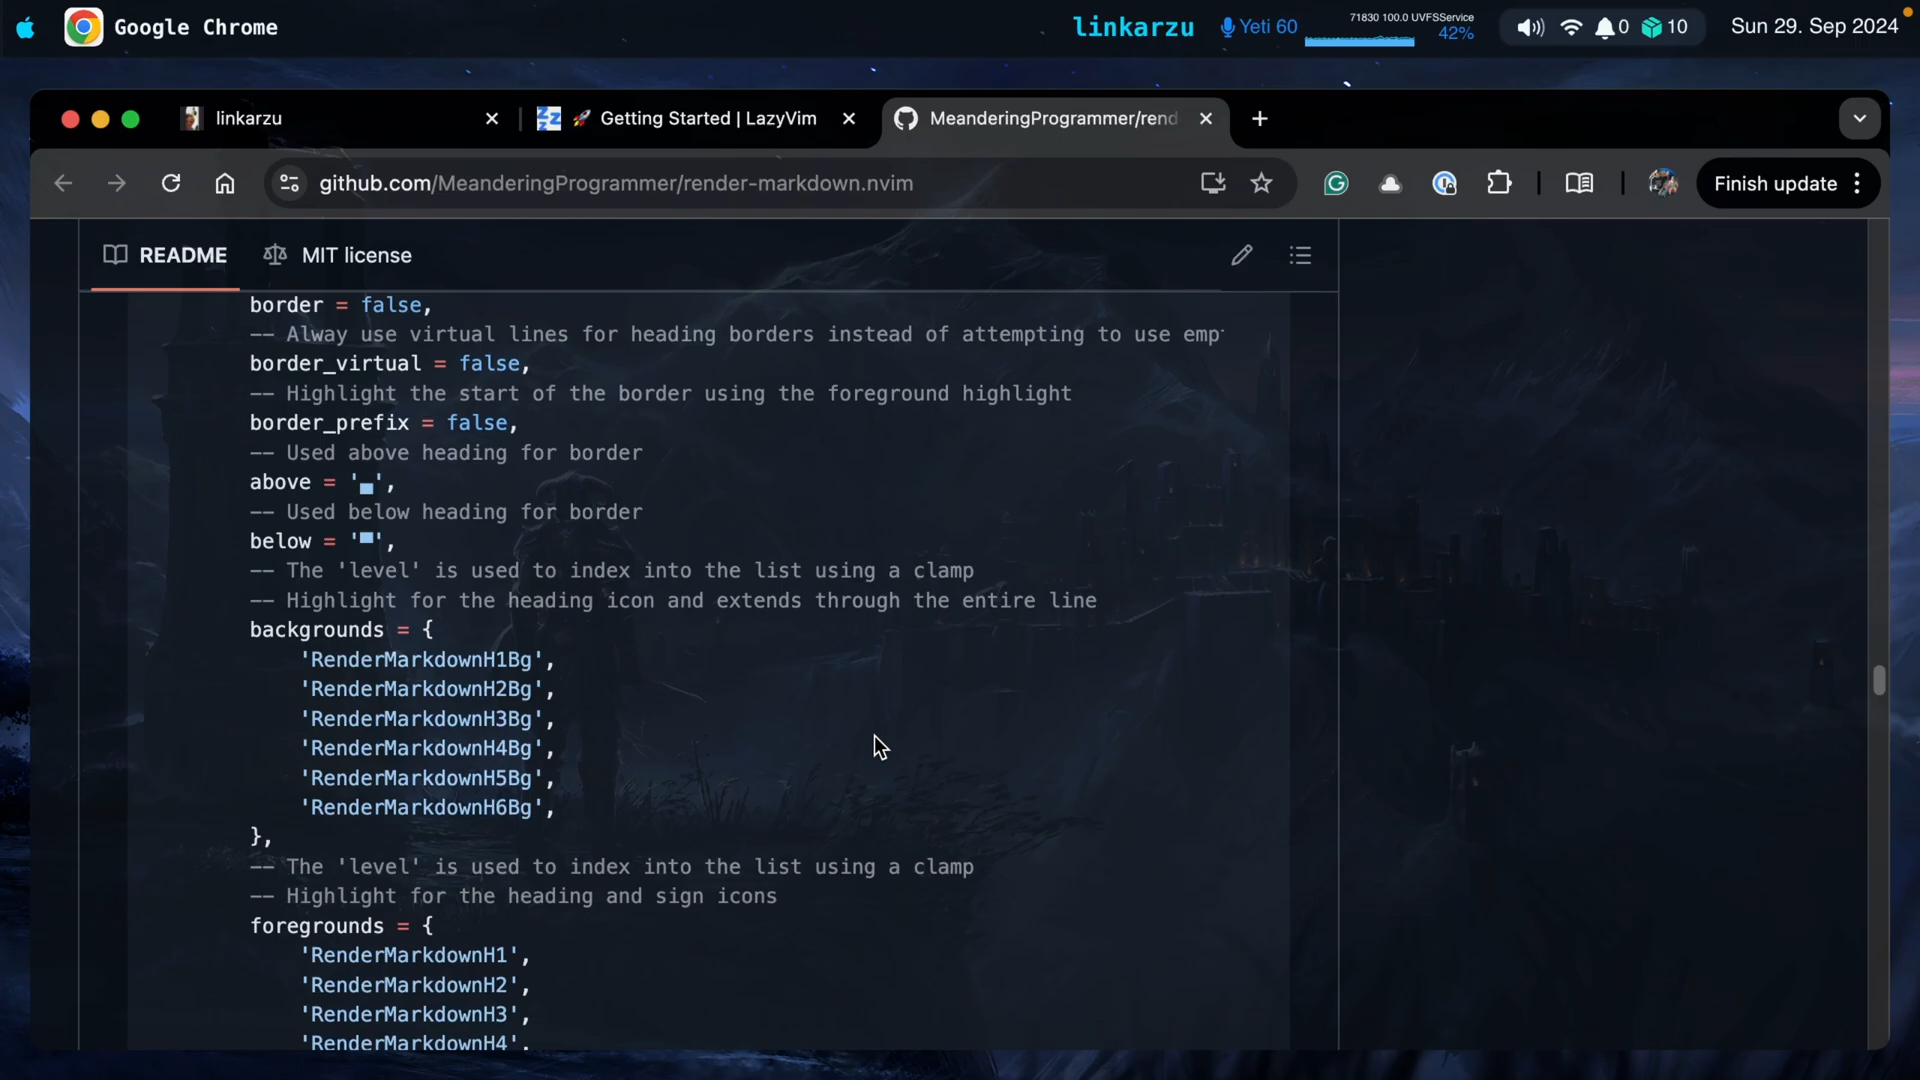 Google Chrome
linkarzu
Yeti 60
71830 100.0 UVFSService
42%
0
10
Sun 29. Sep 2024
linkarzu
🚀 Getting Started | LazyVim
MeanderingProgrammer/rend
github.com/MeanderingProgrammer/render-markdown.nvim
Finish update
README
MIT license
border = false,
-- Alway use virtual lines for heading borders instead of attempting to use emp
border_virtual = false,
-- Highlight the start of the border using the foreground highlight
border_prefix = false,
-- Used above heading for border
above = '▄',
-- Used below heading for border
below = '▀',
-- The 'level' is used to index into the list using a clamp
-- Highlight for the heading icon and extends through the entire line
backgrounds = {
'RenderMarkdownH1Bg',
'RenderMarkdownH2Bg',
'RenderMarkdownH3Bg',
'RenderMarkdownH4Bg',
'RenderMarkdownH5Bg',
'RenderMarkdownH6Bg',
},
-- The 'level' is used to index into the list using a clamp
-- Highlight for the heading and sign icons
foregrounds = {
'RenderMarkdownH1',
'RenderMarkdownH2',
'RenderMarkdownH3',
'RenderMarkdownH4',